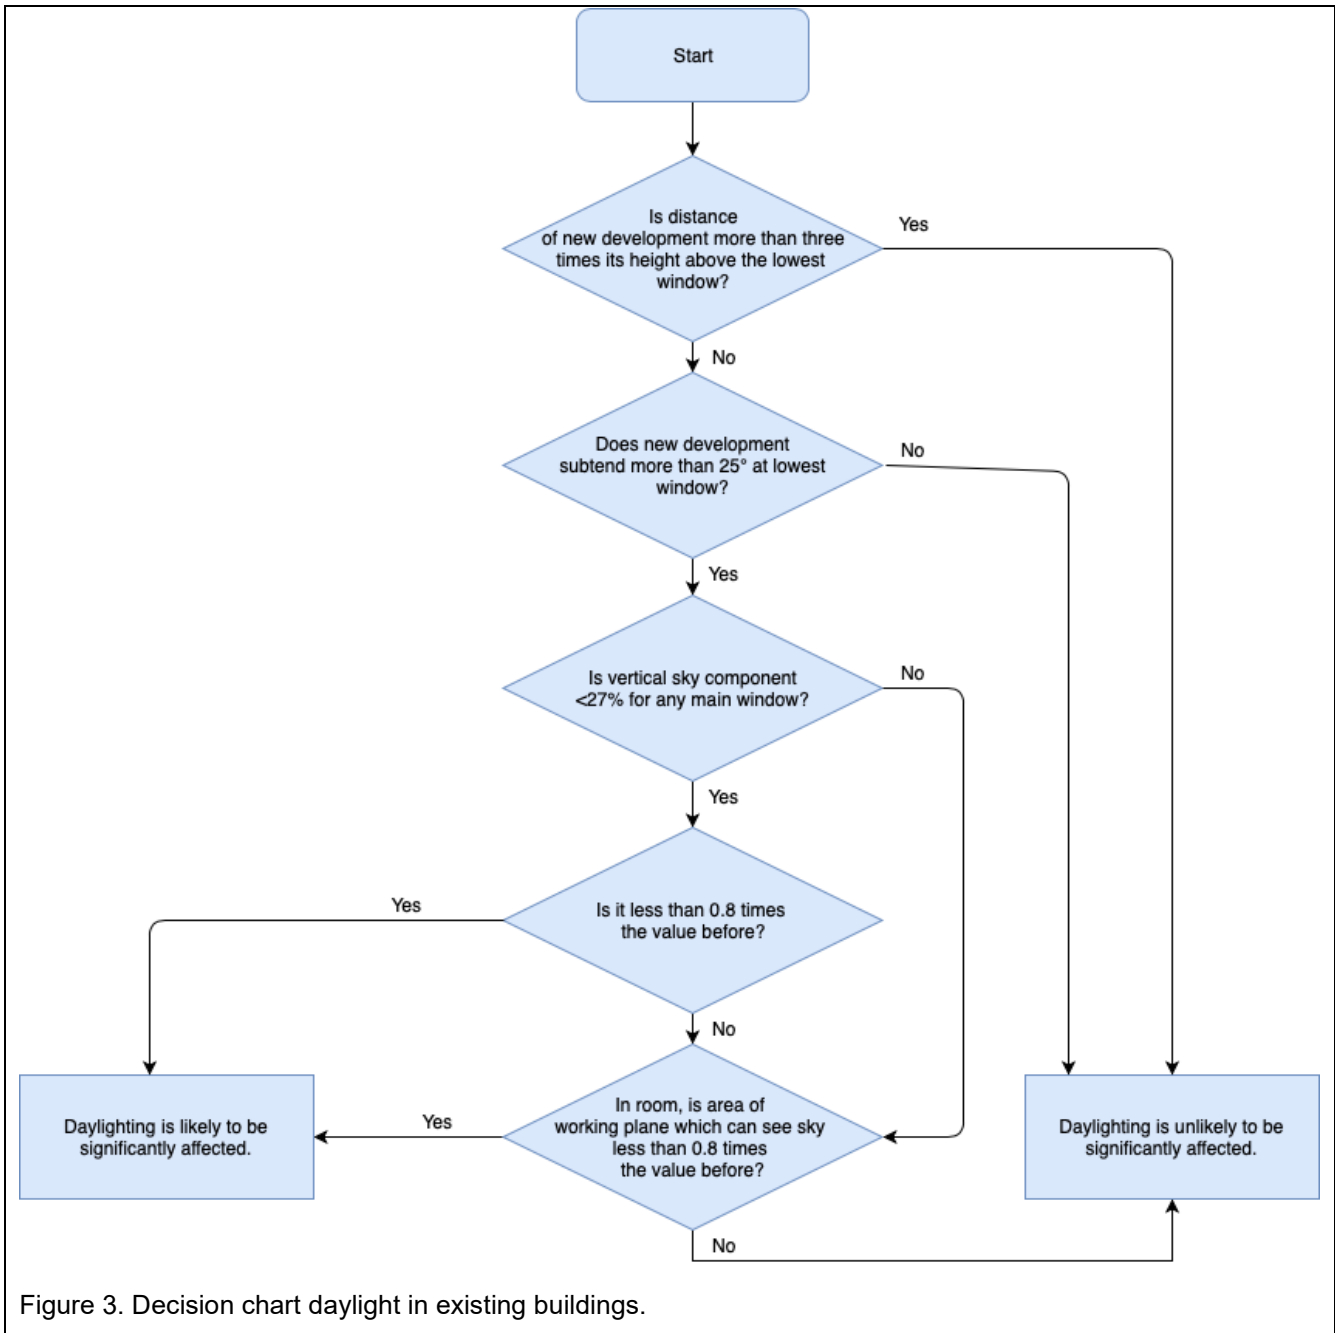 Start
Is distance
of new development more than three
times its height above the lowest
window?
Yes
No
Does new development
subtend more than 25° at lowest
window?
No
Yes
Is vertical sky component
<27% for any main window?
No
Yes
Is it less than 0.8 times
the value before?
Yes
No
In room, is area of
working plane which can see sky
less than 0.8 times
the value before?
Yes
Daylighting is likely to be
significantly affected.
Daylighting is unlikely to be
significantly affected.
No
Figure 3. Decision chart daylight in existing buildings.